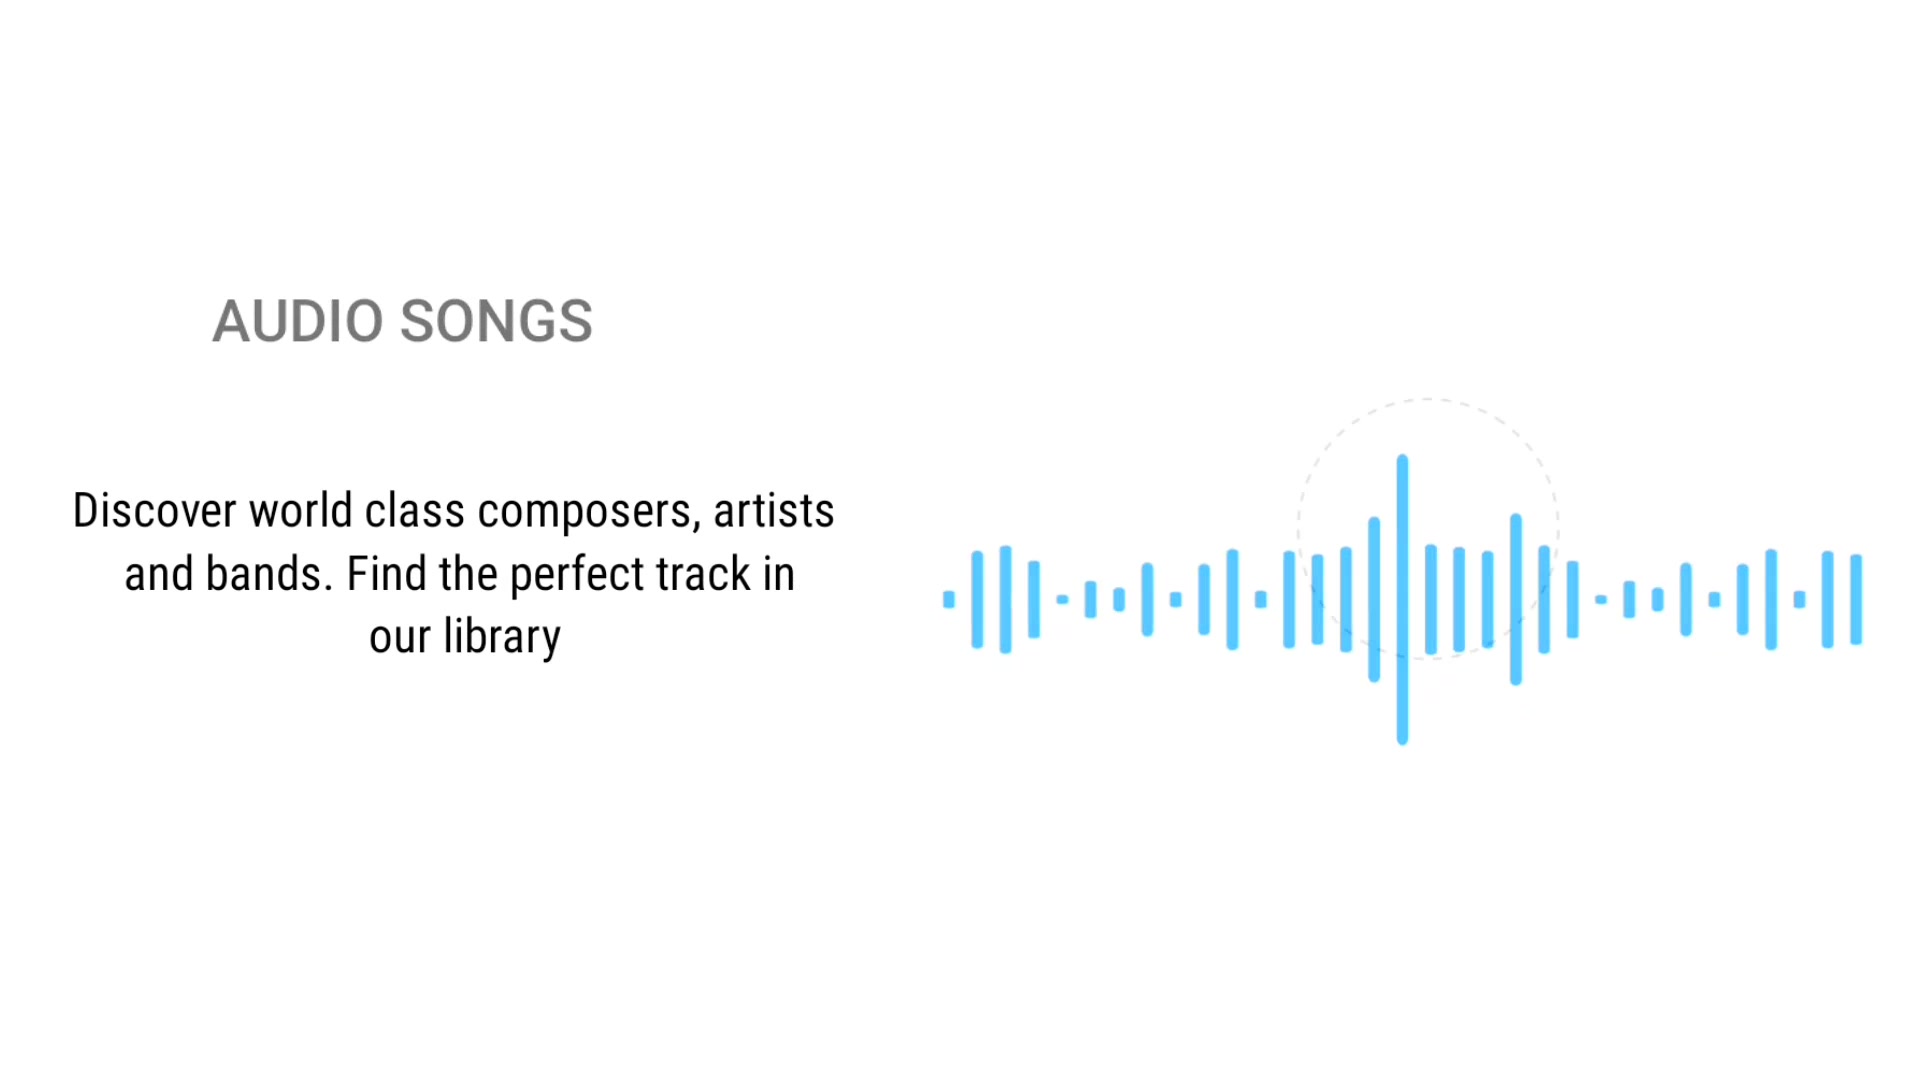 AUDIO SONGS
Discover world class composers, artists
and bands. Find the perfect track in
our library